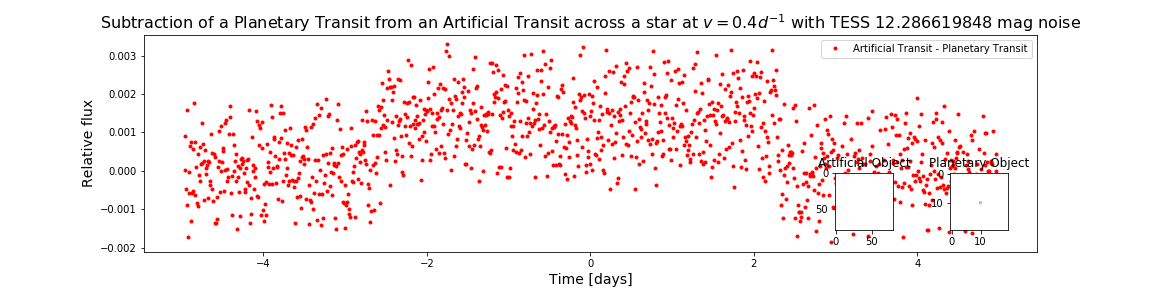 Subtraction of a Planetary Transit from an Artificial Transit across a star at v = 0.4d⁻¹ with TESS 12.286619848 mag noise
Artificial Transit - Planetary Transit
Relative flux
0.003
0.002
0.001
0.000
−0.001
−0.002
Artificial Object
0
50
0 50
Planetary Object
0
10
0 10
−4 −2 0 2 4
Time [days]